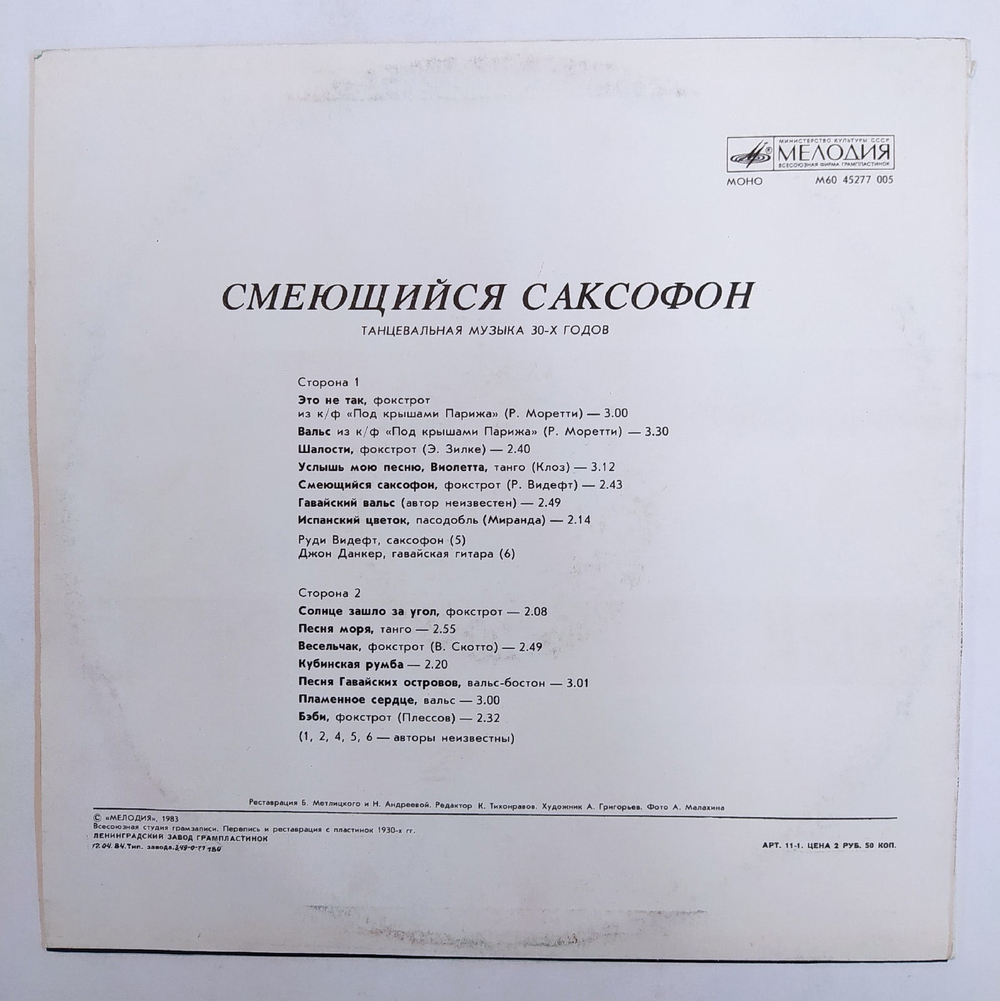 МИНИСТЕРСТВО КУЛЬТУРЫ СССР
МЕЛОДИЯ
ВСЕСОЮЗНАЯ ФИРМА ГРАМПЛАСТИНОК
МОНО М60 45277 005
СМЕЮЩИЙСЯ САКСОФОН
ТАНЦЕВАЛЬНАЯ МУЗЫКА 30-Х ГОДОВ
Сторона 1
Это не так, фокстрот
из к/ф «Под крышами Парижа» (Р. Моретти) — 3.00
Вальс из к/ф «Под крышами Парижа» (Р. Моретти) — 3.30
Шалости, фокстрот (Э. Зилке) — 2.40
Услышь мою песню, Виолетта, танго (Клоз) — 3.12
Смеющийся саксофон, фокстрот (Р. Видефт) — 2.43
Гавайский вальс (автор неизвестен) — 2.49
Испанский цветок, пасодобль (Миранда) — 2.14
Руди Видефт, саксофон (5)
Джон Данкер, гавайская гитара (6)
Сторона 2
Солнце зашло за угол, фокстрот — 2.08
Песня моря, танго — 2.55
Весельчак, фокстрот (В. Скотто) — 2.49
Кубинская румба — 2.20
Песня Гавайских островов, вальс-бостон — 3.01
Пламенное сердце, вальс — 3.00
Бэби, фокстрот (Плессов) — 2.32
(1, 2, 4, 5, 6 — авторы неизвестны)
Реставрация Б. Метлицкого и Н. Андреевой. Редактор К. Тихонравов. Художник А. Григорьев. Фото А. Малахина
© «МЕЛОДИЯ», 1983
Всесоюзная студия грамзаписи. Перепись и реставрация с пластинок 1930-х гг.
ЛЕНИНГРАДСКИЙ ЗАВОД ГРАМПЛАСТИНОК
Тип. завода.
АРТ. 11-1. ЦЕНА 2 РУБ. 50 КОП.